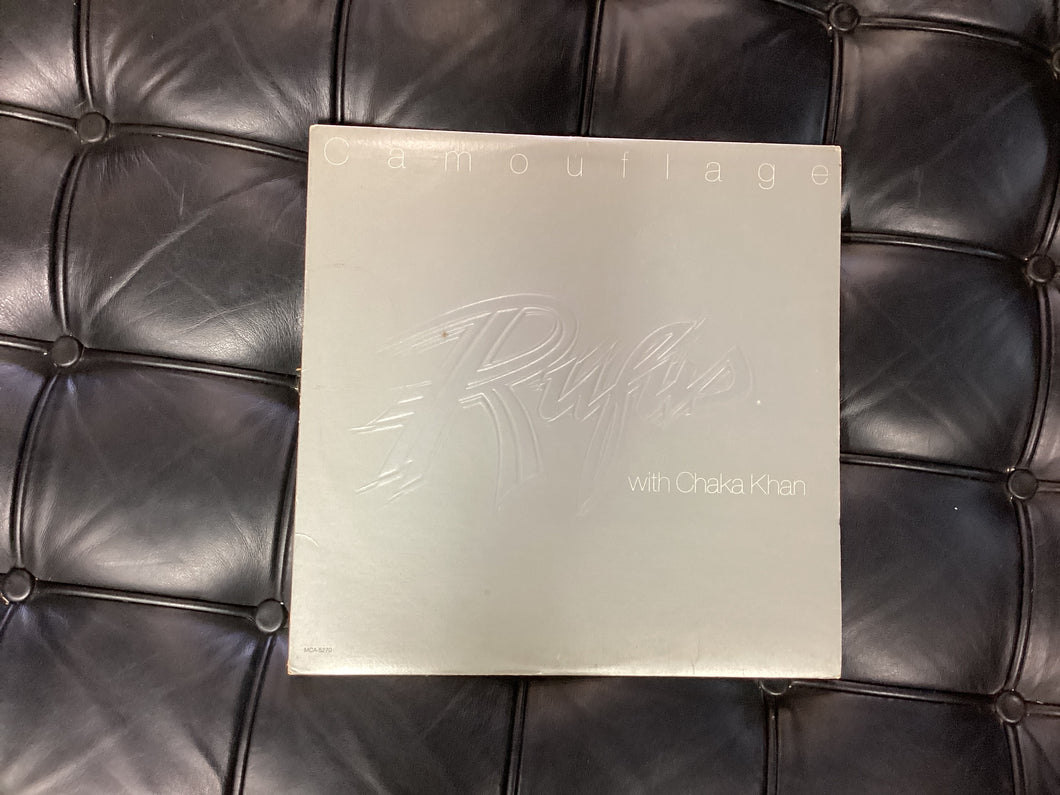 Camouflage
Rufus
with Chaka Khan
MCA-5270